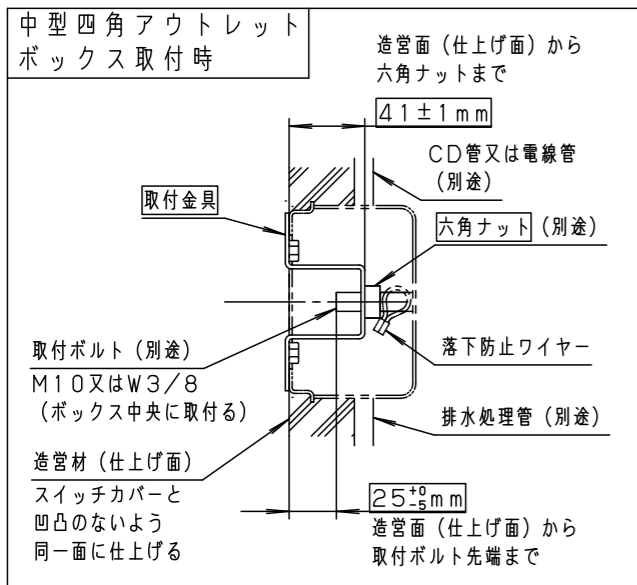 中型四角アウトレット
ボックス取付時
造営面（仕上げ面）から
六角ナットまで
41±1mm
CD管又は電線管
（別途）
取付金具
六角ナット（別途）
取付ボルト（別途）
M10又はW3/8
（ボックス中央に取付る）
落下防止ワイヤー
排水処理管（別途）
造営材（仕上げ面）
スイッチカバーと
凹凸のないよう
同一面に仕上げる
25+0-5mm
造営面（仕上げ面）から
取付ボルト先端まで